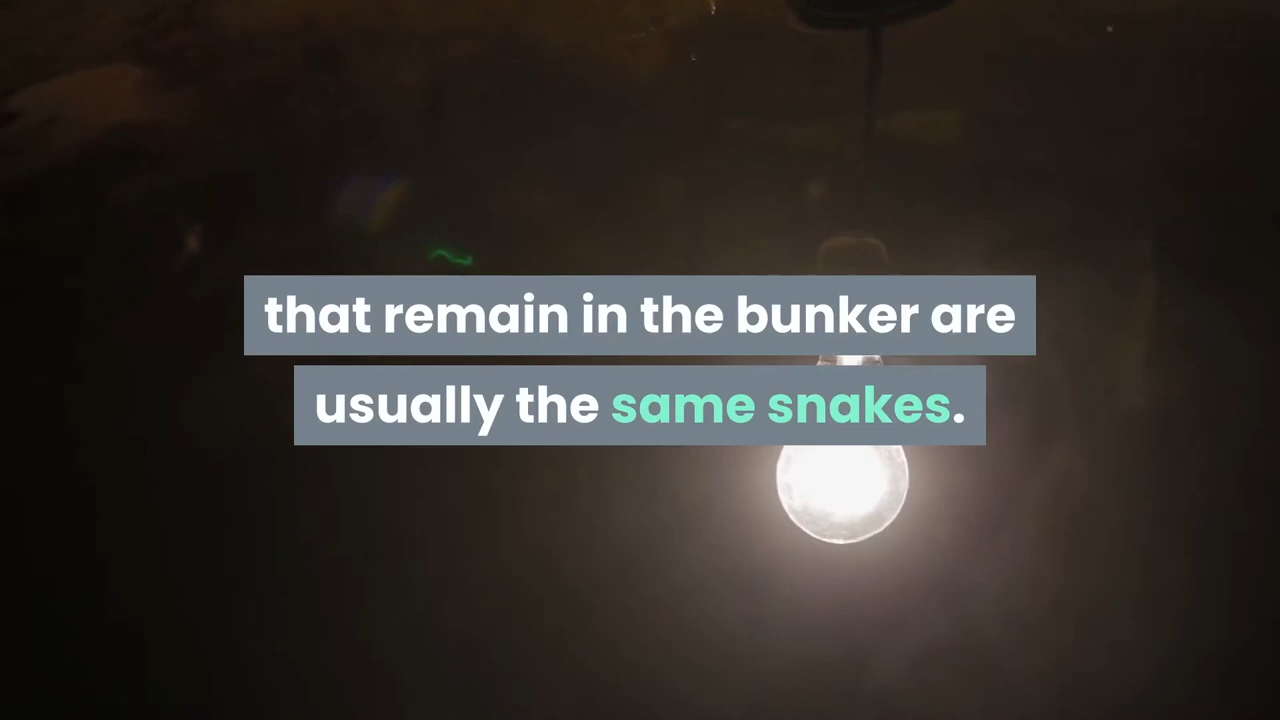 that remain in the bunker are
usually the same snakes.